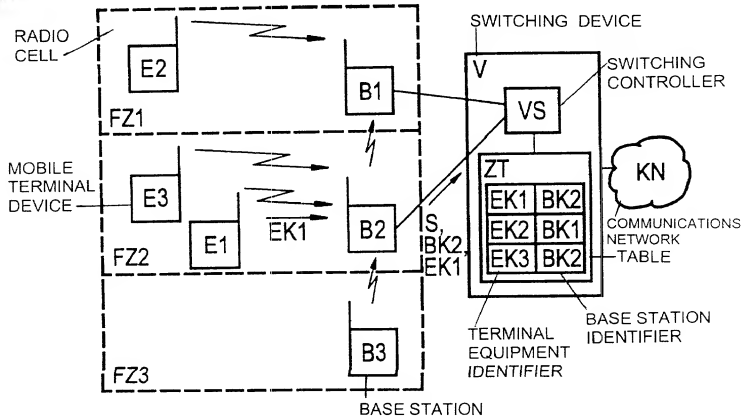 RADIO
CELL
E2
FZ1
B1
SWITCHING DEVICE
V
SWITCHING
CONTROLLER
VS
MOBILE
TERMINAL
DEVICE
E3
E1
EK1
FZ2
B2
S,
BK2,
EK1
ZT
EK1 BK2
EK2 BK1
EK3 BK2
KN
COMMUNICATIONS
NETWORK
TABLE
BASE STATION
IDENTIFIER
TERMINAL
EQUIPMENT
IDENTIFIER
FZ3
B3
BASE STATION